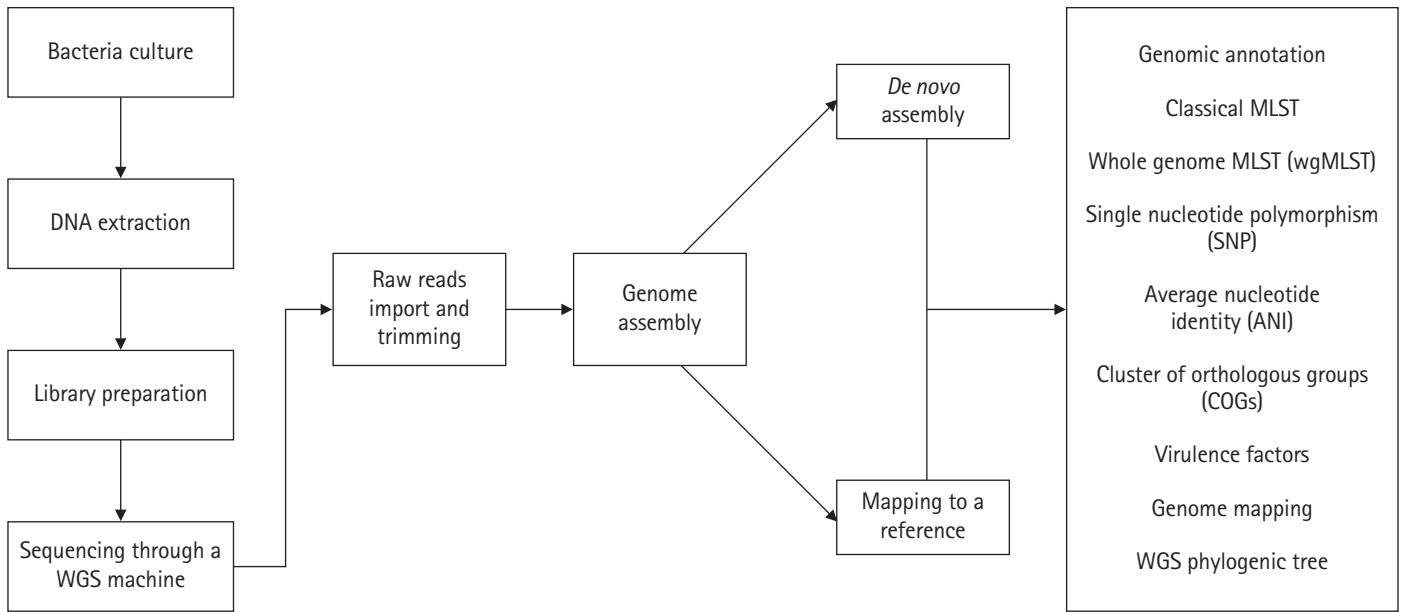 Bacteria culture
DNA extraction
Library preparation
Sequencing through a
WGS machine
Raw reads
import and
trimming
Genome
assembly
De novo
assembly
Mapping to a
reference
Genomic annotation
Classical MLST
Whole genome MLST (wgMLST)
Single nucleotide polymorphism
(SNP)
Average nucleotide
identity (ANI)
Cluster of orthologous groups
(COGs)
Virulence factors
Genome mapping
WGS phylogenic tree